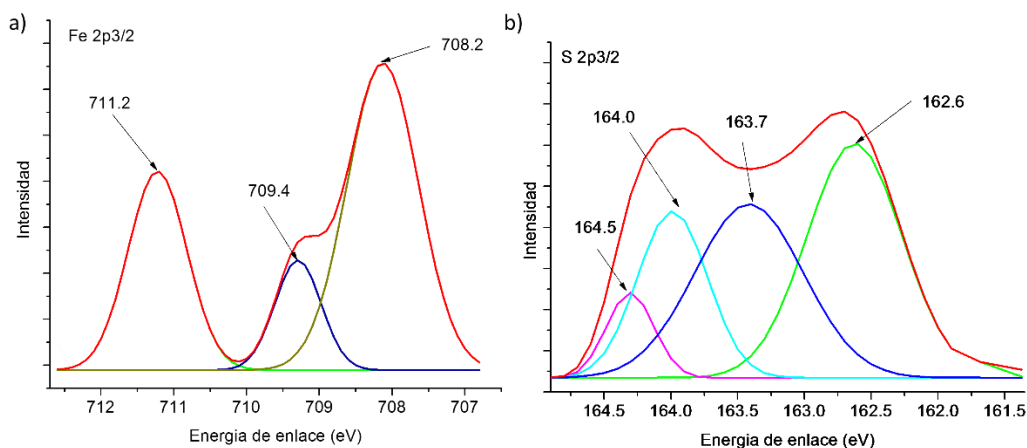 a)
Fe 2p3/2
708.2
711.2
709.4
Intensidad
712
711
710
709
708
707
Energia de enlace (eV)
b)
S 2p3/2
164.0
163.7
162.6
164.5
Intensidad
164.5
164.0
163.5
163.0
162.5
162.0
161.5
Energia de enlace (eV)